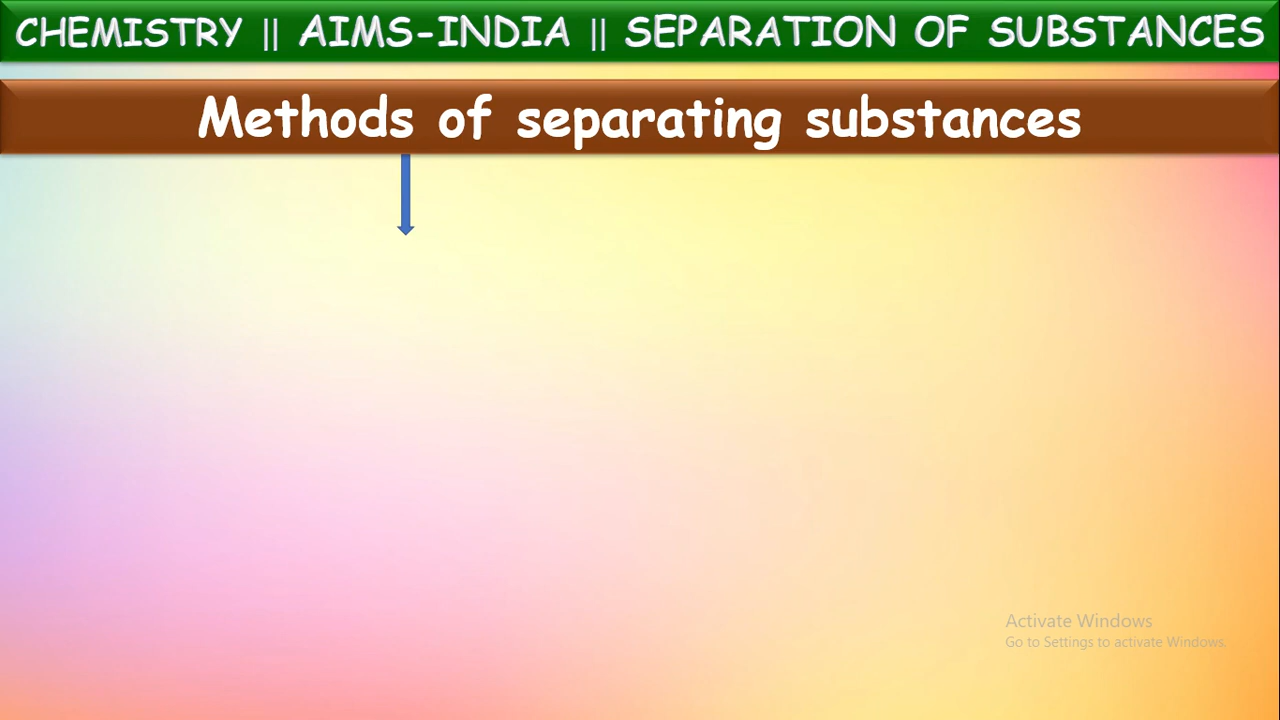 CHEMISTRY || AIMS-INDIA || SEPARATION OF SUBSTANCES
Methods of separating substances
Activate Windows
Go to Settings to activate Windows.